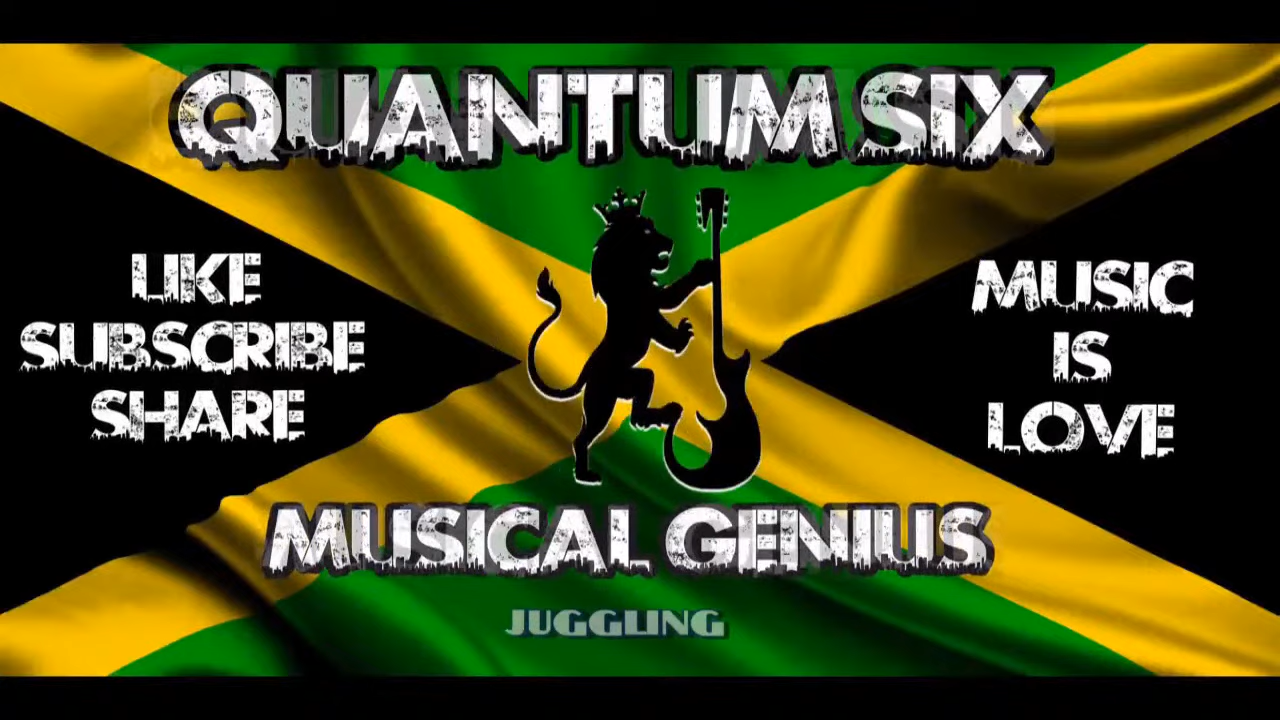 QUANTUM SIX
LIKE
SUBSCRIBE
SHARE
MUSIC
IS
LOVE
MUSICAL GENIUS
JUGGLING